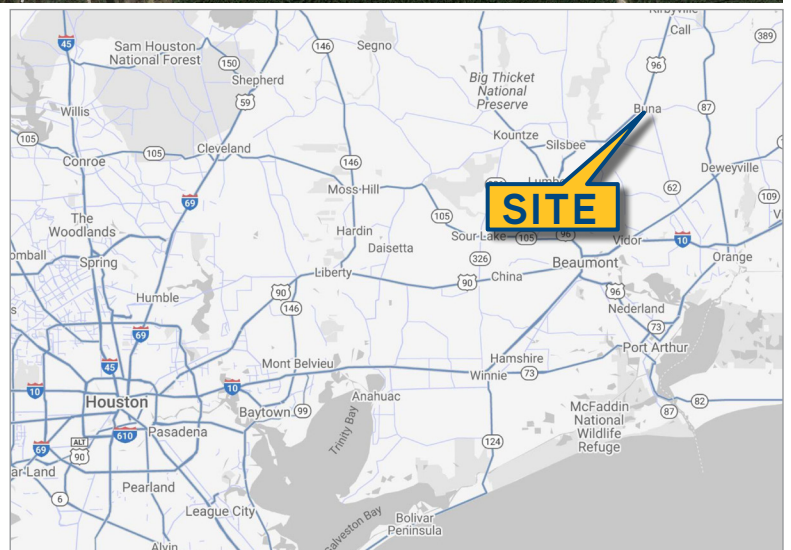 Call
389
45
Sam Houston
National Forest
146
Segno
150
96
Shepherd
Big Thicket
National
Preserve
59
Willis
Buna
87
105
Kountze
Silsbee
Cleveland
105
Conroe
146
Deweyville
Moss Hill
62
69
109
The
Woodlands
SITE
105
Hardin
Sour Lake
105
96
Vidor
10
Daisetta
Spring
326
Beaumont
Orange
Liberty
90
China
90
Humble
146
96
Nederland
69
73
Port Arthur
Mont Belvieu
Hamshire
45
Winnie
73
10
10
Houston
Anahuac
82
Baytown
99
McFaddin
National
Wildlife
Refuge
87
610
Pasadena
Trinity Bay
ALT
90
69
124
6
Pearland
League City
Galveston Bay
Bolivar
Peninsula
Alvin